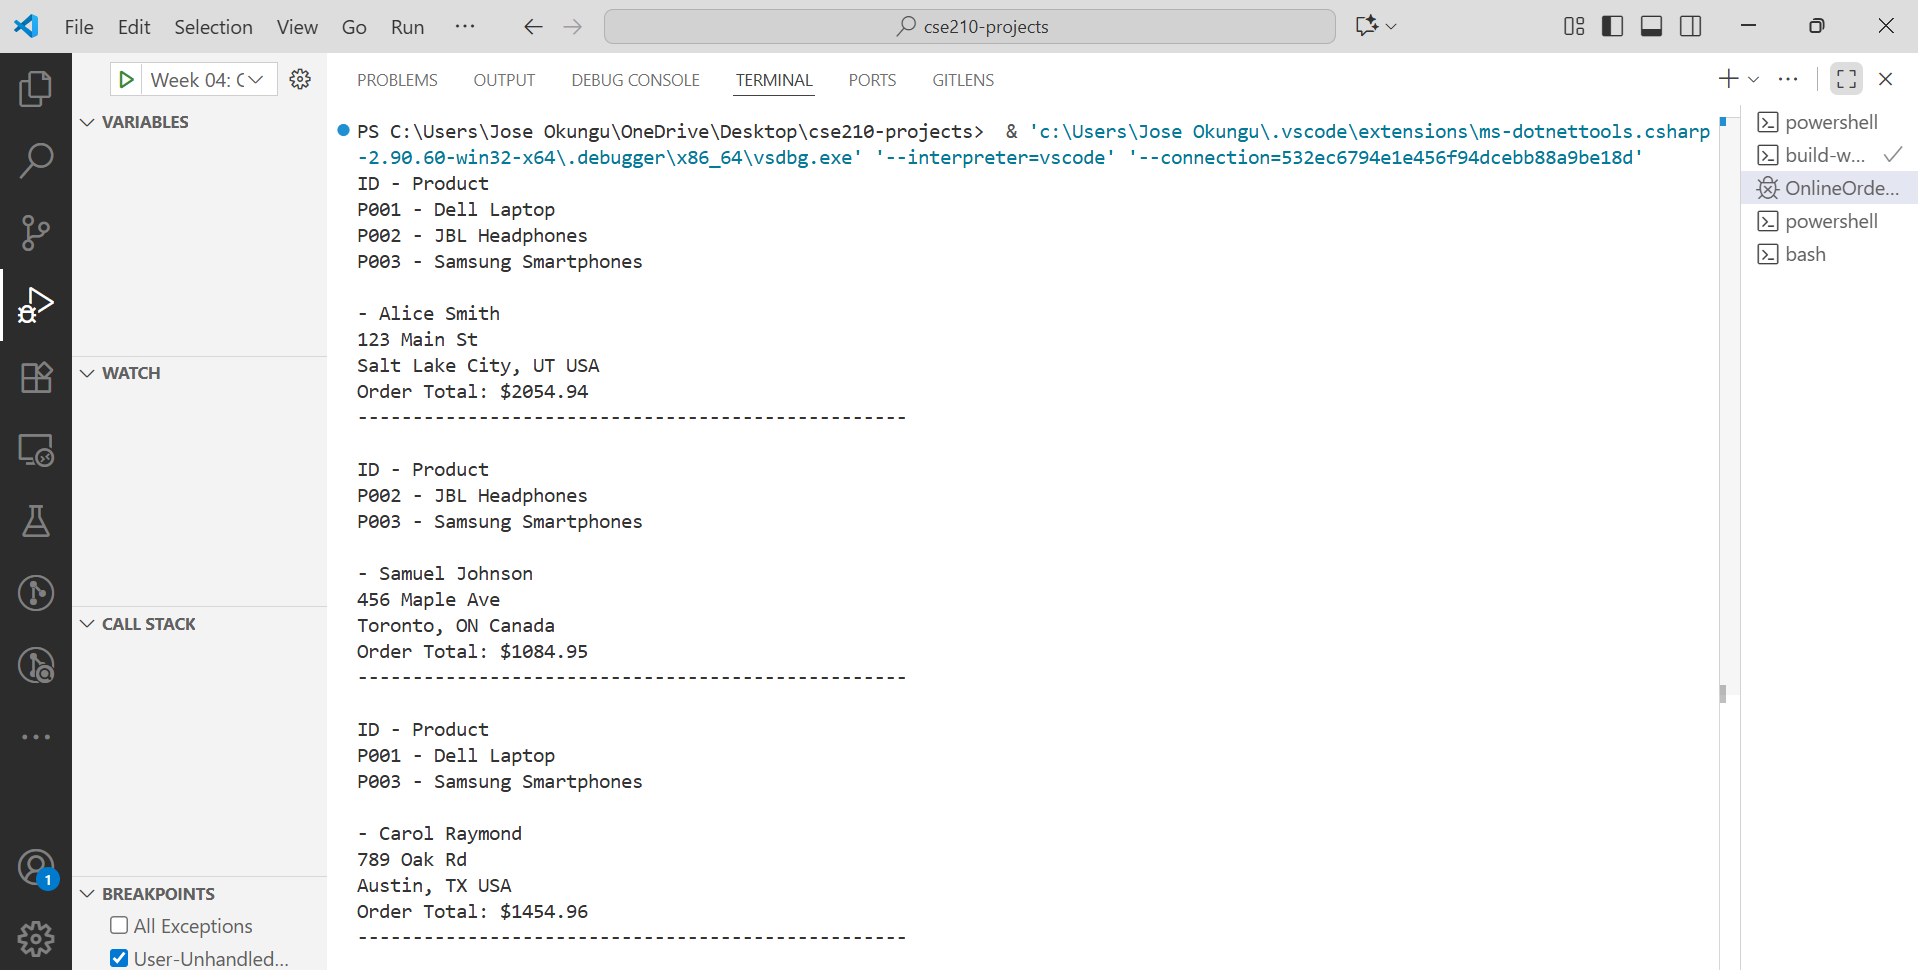 File Edit Selection View Go Run ··· cse210-projects
Week 04: C
PROBLEMS OUTPUT DEBUG CONSOLE TERMINAL PORTS GITLENS
VARIABLES
WATCH
CALL STACK
BREAKPOINTS
All Exceptions
User-Unhandled...
1
PS C:\Users\Jose Okungu\OneDrive\Desktop\cse210-projects>  & 'c:\Users\Jose Okungu\.vscode\extensions\ms-dotnettools.csharp
-2.90.60-win32-x64\.debugger\x86_64\vsdbg.exe' '--interpreter=vscode' '--connection=532ec6794e1e456f94dcebb88a9be18d'
ID - Product
P001 - Dell Laptop
P002 - JBL Headphones
P003 - Samsung Smartphones
- Alice Smith
123 Main St
Salt Lake City, UT USA
Order Total: $2054.94
--------------------------------------------------
ID - Product
P002 - JBL Headphones
P003 - Samsung Smartphones
- Samuel Johnson
456 Maple Ave
Toronto, ON Canada
Order Total: $1084.95
--------------------------------------------------
ID - Product
P001 - Dell Laptop
P003 - Samsung Smartphones
- Carol Raymond
789 Oak Rd
Austin, TX USA
Order Total: $1454.96
--------------------------------------------------
powershell
build-w...
OnlineOrde...
powershell
bash